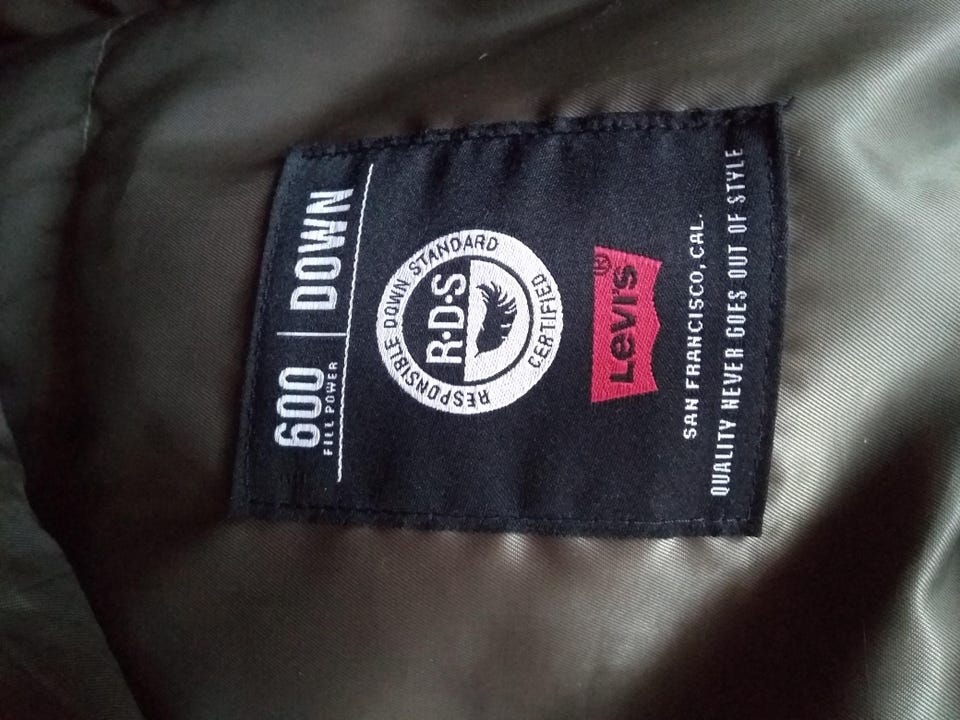 600 | DOWN
FILL POWER
RESPONSIBLE DOWN STANDARD
R·D·S
CERTIFIED
Levi's®
SAN FRANCISCO, CAL.
QUALITY NEVER GOES OUT OF STYLE